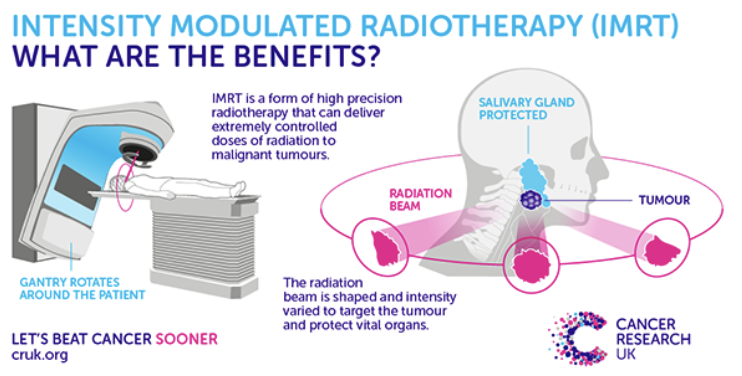 INTENSITY MODULATED RADIOTHERAPY (IMRT)
WHAT ARE THE BENEFITS?
IMRT is a form of high precision
radiotherapy that can deliver
extremely controlled
doses of radiation to
malignant tumours.
SALIVARY GLAND
PROTECTED
RADIATION
BEAM
TUMOUR
GANTRY ROTATES
AROUND THE PATIENT
The radiation
beam is shaped and intensity
varied to target the tumour
and protect vital organs.
LET'S BEAT CANCER SOONER
cruk.org
CANCER
RESEARCH
UK